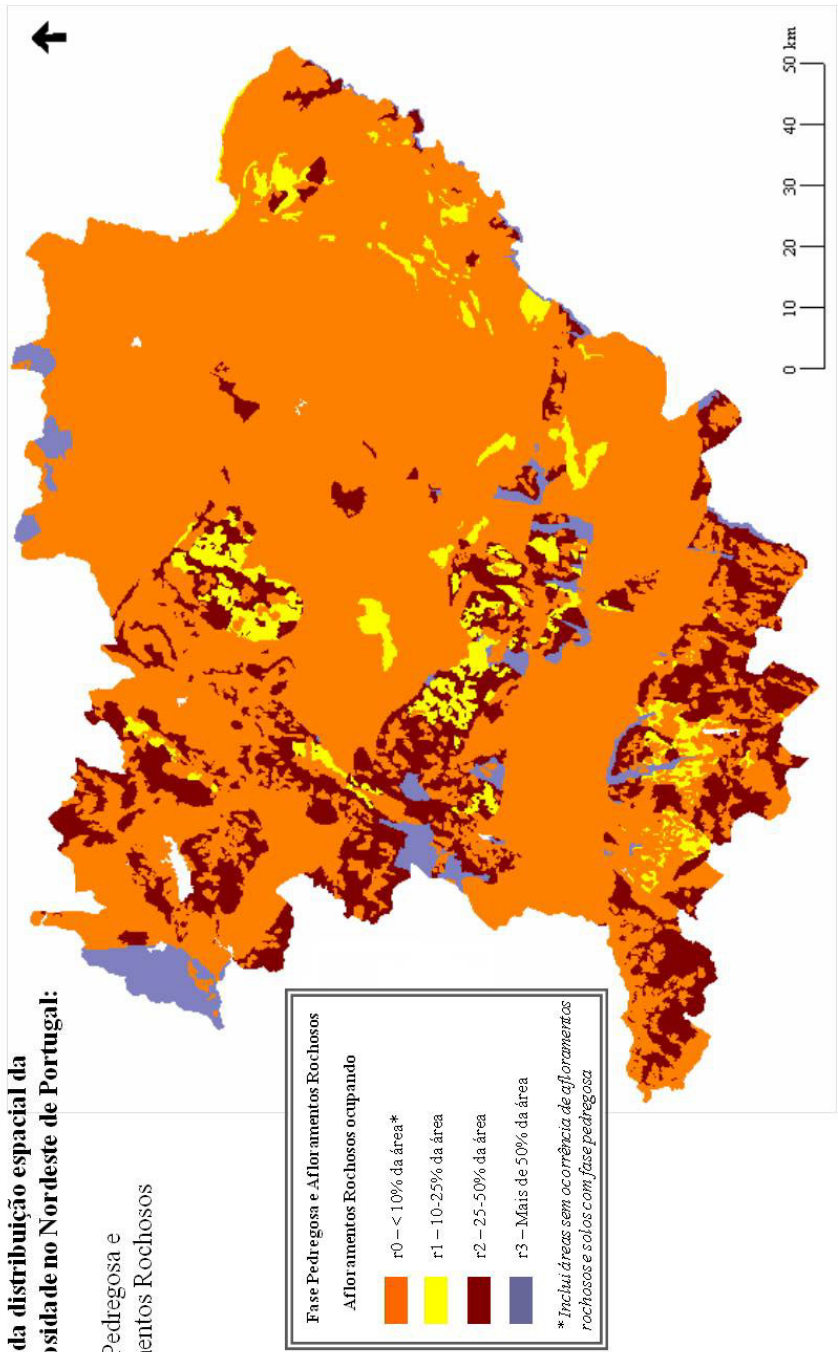 da distribuição espacial da
osidade no Nordeste de Portugal:
Pedregosa e
mentos Rochosos
Fase Pedregosa e Afloramentos Rochosos
Afloramentos Rochosos ocupando
r0 – < 10% da área*
r1 – 10-25% da área
r2 – 25-50% da área
r3 – Mais de 50% da área
* Inclui áreas sem ocorrência de afloramentos
rochosos e solos com fase pedregosa
0 10 20 30 40 50 km